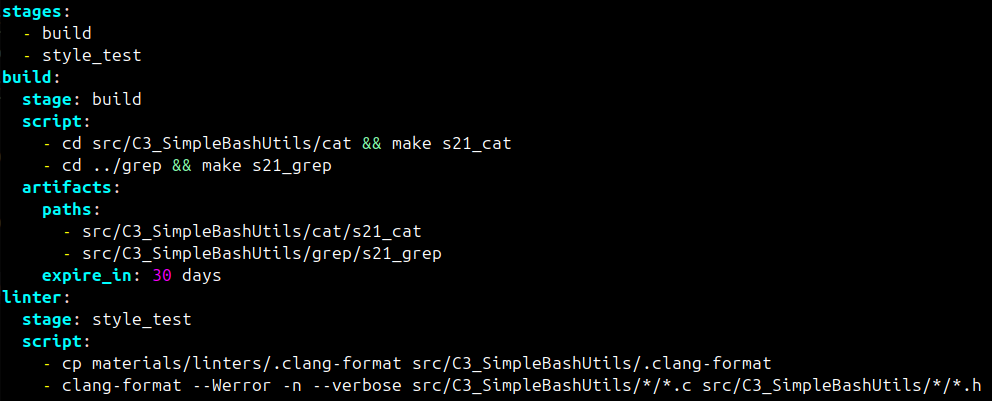 stages:
  - build
  - style_test
build:
  stage: build
  script:
    - cd src/C3_SimpleBashUtils/cat && make s21_cat
    - cd ../grep && make s21_grep
  artifacts:
    paths:
      - src/C3_SimpleBashUtils/cat/s21_cat
      - src/C3_SimpleBashUtils/grep/s21_grep
    expire_in: 30 days
linter:
  stage: style_test
  script:
    - cp materials/linters/.clang-format src/C3_SimpleBashUtils/.clang-format
    - clang-format --Werror -n --verbose src/C3_SimpleBashUtils/*/*.c src/C3_SimpleBashUtils/*/*.h